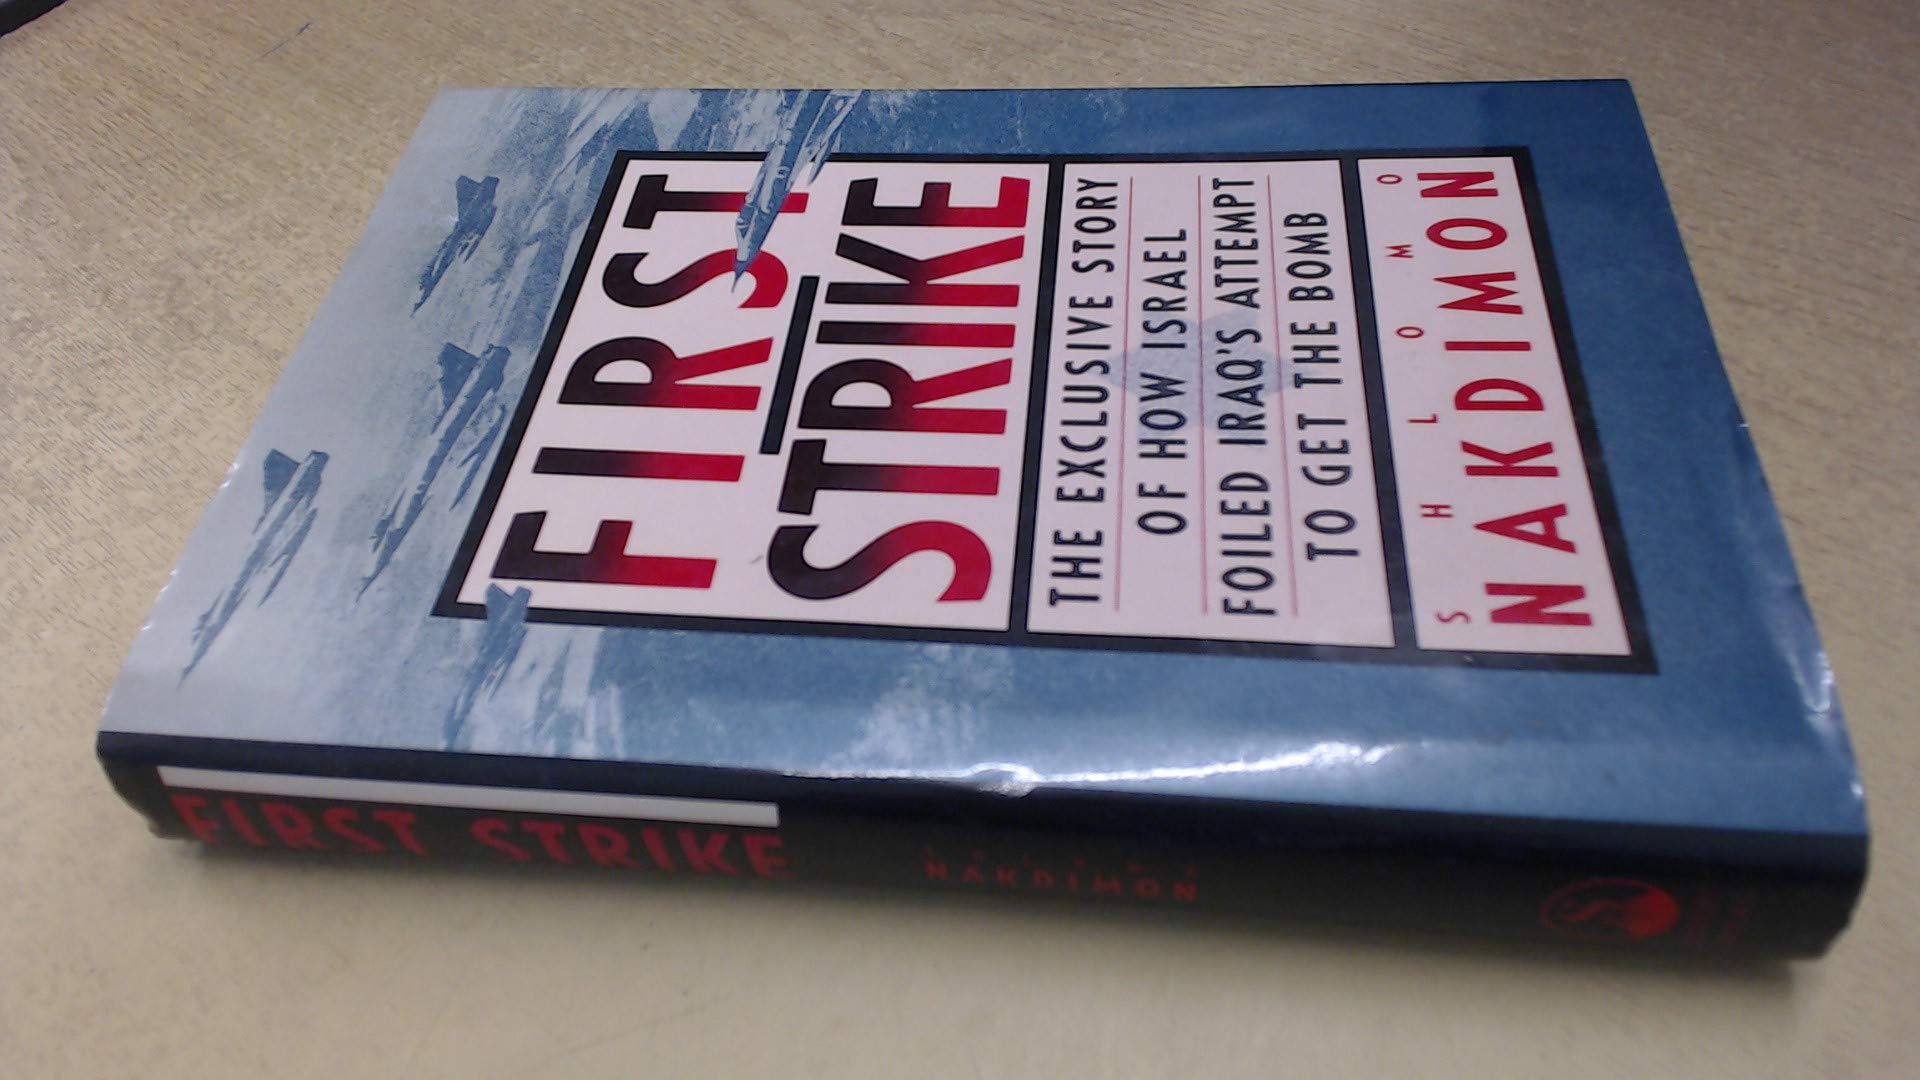 FIRST
STRIKE
THE EXCLUSIVE STORY
OF HOW ISRAEL
FOILED IRAQ'S ATTEMPT
TO GET THE BOMB
SHLOMO
NAKDIMON
FIRST STRIKE
NAKDIMON